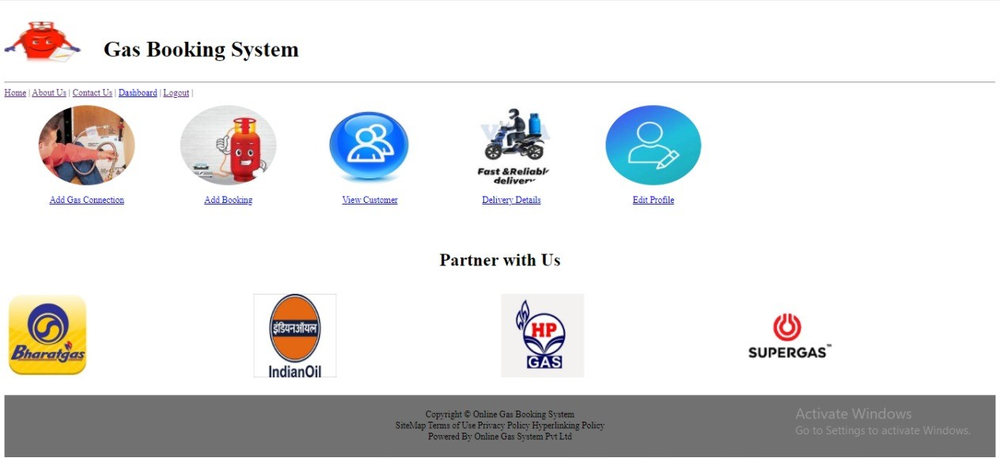 Gas Booking System
Home | About Us | Contact Us | Dashboard | Logout |
Fast &Reliable
delivery
Add Gas Connection
Add Booking
View Customer
Delivery Details
Edit Profile
Partner with Us
Bharatgas
इंडियनऑयल
IndianOil
HP
GAS
SUPERGAS™
Copyright © Online Gas Booking System
SiteMap Terms of Use Privacy Policy Hyperlinking Policy
Powered By Online Gas System Pvt Ltd
Activate Windows
Go to Settings to activate Windows.